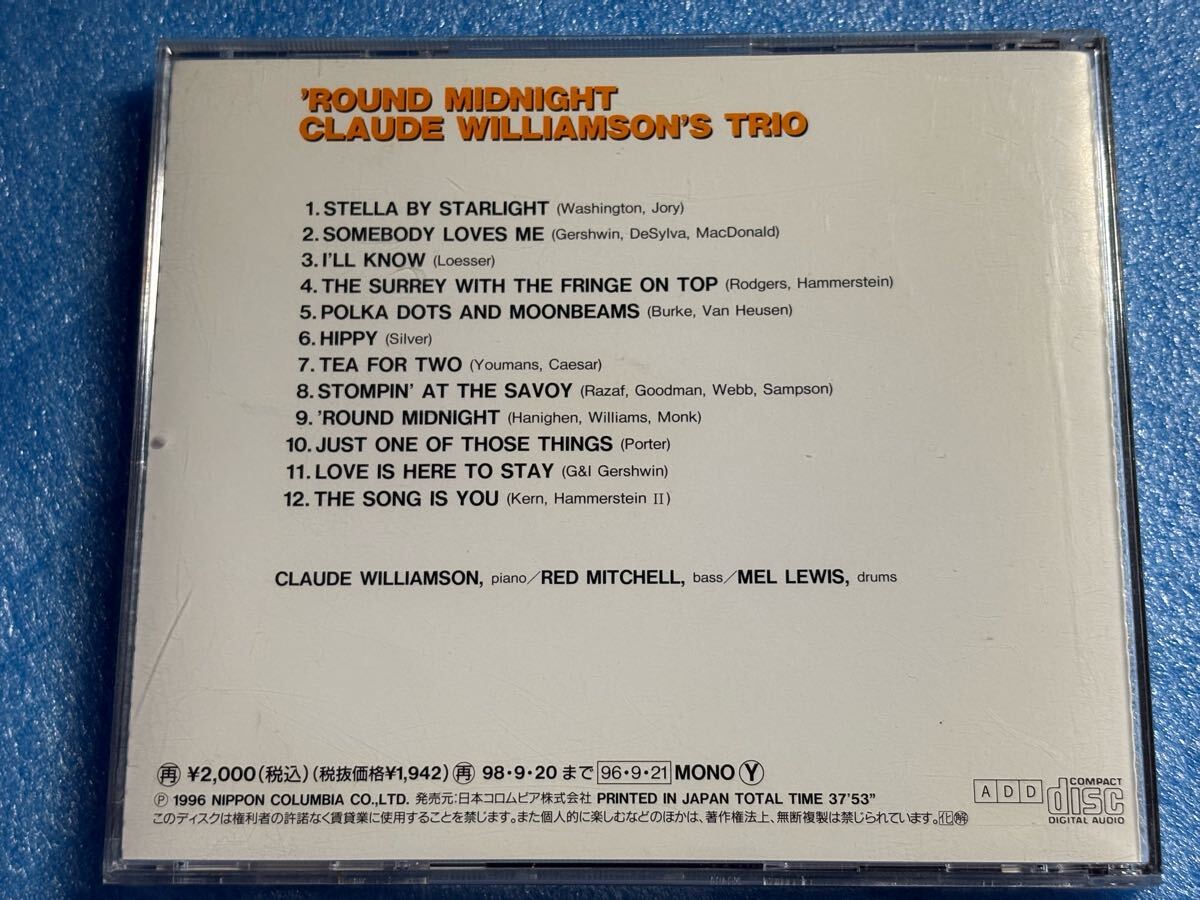 ’ROUND MIDNIGHT
CLAUDE WILLIAMSON’S TRIO
1. STELLA BY STARLIGHT (Washington, Jory)
2. SOMEBODY LOVES ME (Gershwin, DeSylva, MacDonald)
3. I’LL KNOW (Loesser)
4. THE SURREY WITH THE FRINGE ON TOP (Rodgers, Hammerstein)
5. POLKA DOTS AND MOONBEAMS (Burke, Van Heusen)
6. HIPPY (Silver)
7. TEA FOR TWO (Youmans, Caesar)
8. STOMPIN’ AT THE SAVOY (Razaf, Goodman, Webb, Sampson)
9. ’ROUND MIDNIGHT (Hanighen, Williams, Monk)
10. JUST ONE OF THOSE THINGS (Porter)
11. LOVE IS HERE TO STAY (G&I Gershwin)
12. THE SONG IS YOU (Kern, Hammerstein II)
CLAUDE WILLIAMSON, piano／RED MITCHELL, bass／MEL LEWIS, drums
再 ¥2,000(税込)(税抜価格¥1,942) 再 98・9・20 まで 96・9・21 MONO Ⓨ
Ⓟ 1996 NIPPON COLUMBIA CO.,LTD. 発売元:日本コロムビア株式会社 PRINTED IN JAPAN TOTAL TIME 37’53”
このディスクは権利者の許諾なく賃貸業に使用することを禁じます。また個人的に楽しむなどのほかは、著作権法上、無断複製は禁じられています。化解
A D D
COMPACT
disc
DIGITAL AUDIO